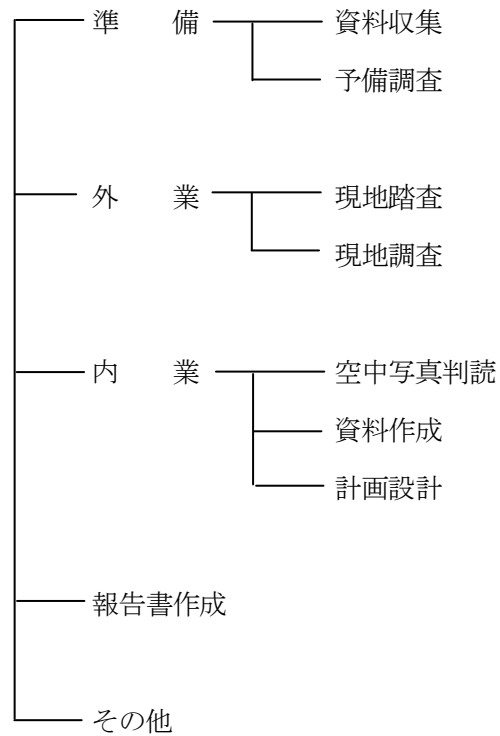 準　　備　資料収集
予備調査
外　　業　現地踏査
現地調査
内　　業　空中写真判読
資料作成
計画設計
報告書作成
その他